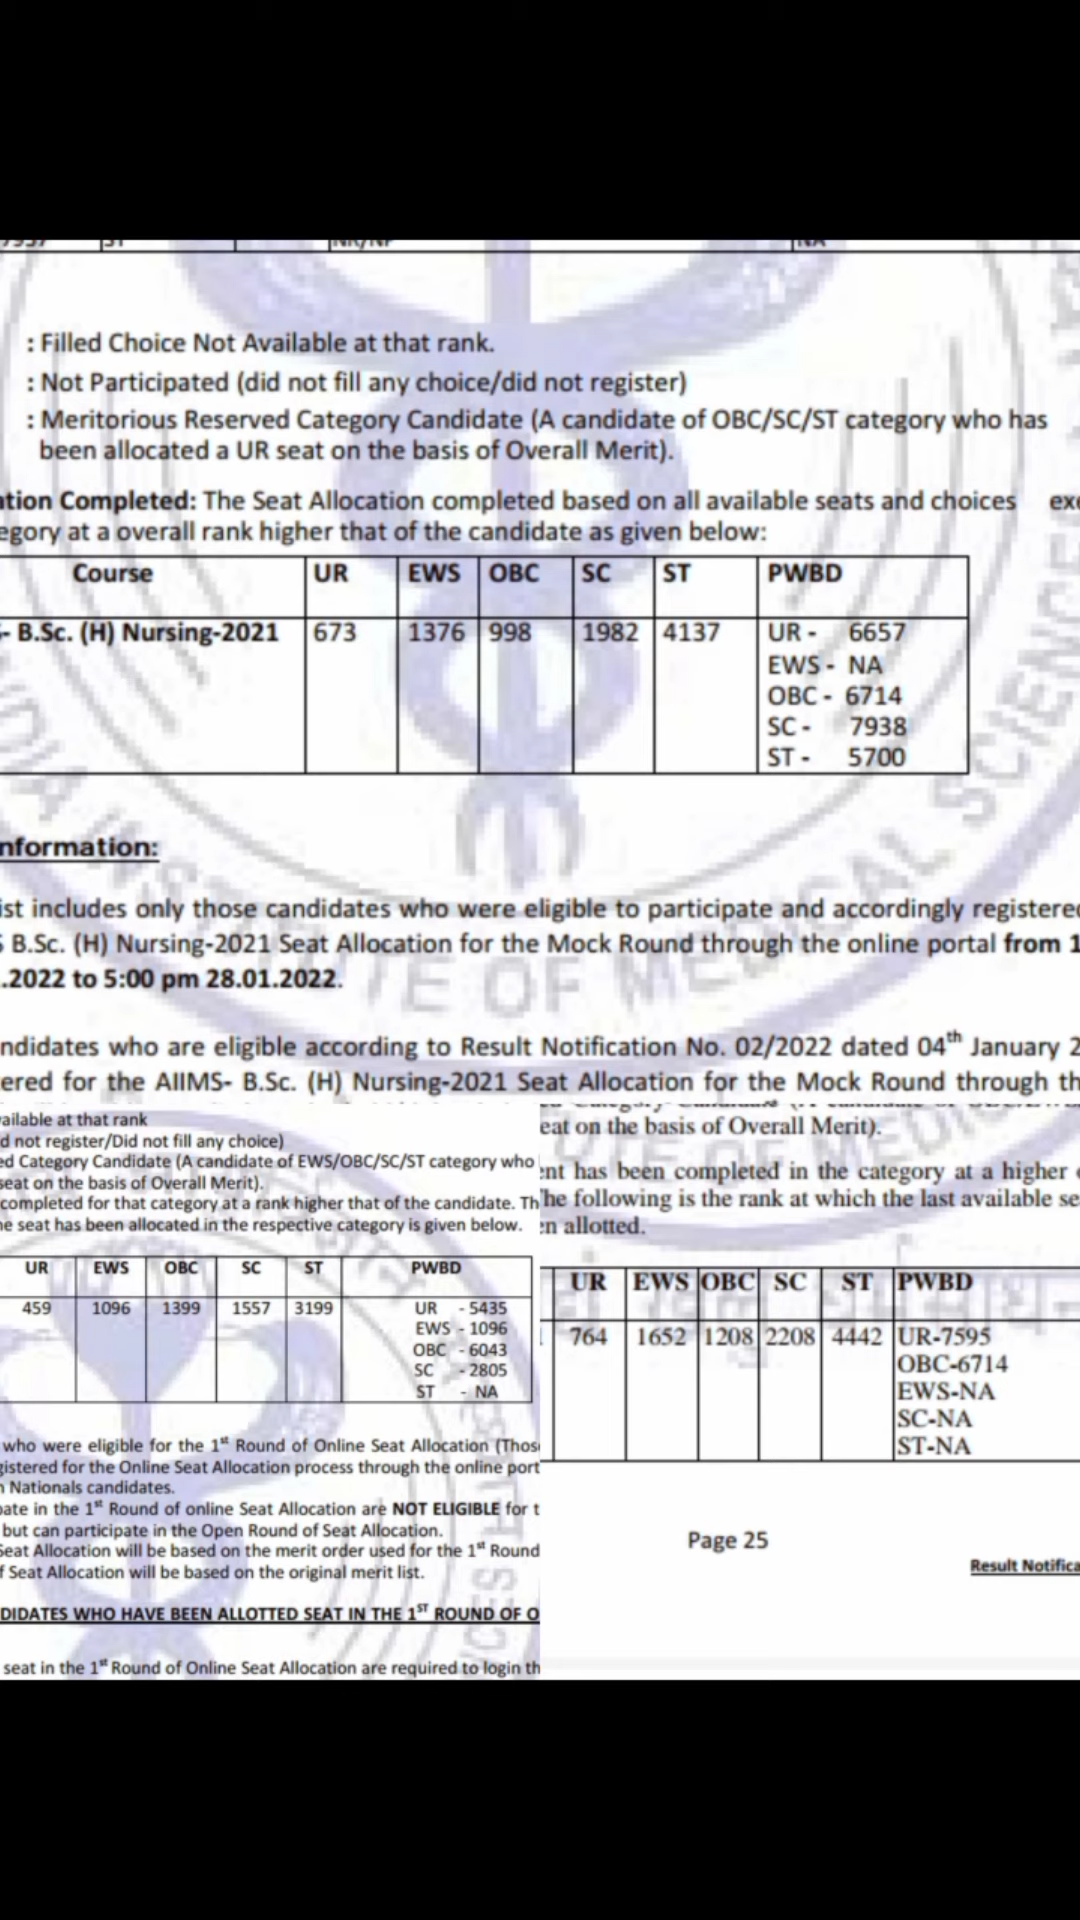 : Filled Choice Not Available at that rank.
: Not Participated (did not fill any choice/did not register)
: Meritorious Reserved Category Candidate (A candidate of OBC/SC/ST category who has
been allocated a UR seat on the basis of Overall Merit).
tion Completed: The Seat Allocation completed based on all available seats and choices exe
egory at a overall rank higher that of the candidate as given below:
Course UR EWS OBC SC ST PWBD
- B.Sc. (H) Nursing-2021 673 1376 998 1982 4137 UR - 6657
EWS - NA
OBC - 6714
SC - 7938
ST - 5700
nformation:
ist includes only those candidates who were eligible to participate and accordingly registered
B.Sc. (H) Nursing-2021 Seat Allocation for the Mock Round through the online portal from 1
.2022 to 5:00 pm 28.01.2022.
ndidates who are eligible according to Result Notification No. 02/2022 dated 04th January 2
ered for the AIIMS- B.Sc. (H) Nursing-2021 Seat Allocation for the Mock Round through th
vailable at that rank
d not register/Did not fill any choice)
ed Category Candidate (A candidate of EWS/OBC/SC/ST category who
seat on the basis of Overall Merit).
completed for that category at a rank higher that of the candidate. Th
he seat has been allocated in the respective category is given below.
UR EWS OBC SC ST PWBD
459 1096 1399 1557 3199 UR - 5435
EWS - 1096
OBC - 6043
SC - 2805
ST - NA
who were eligible for the 1st Round of Online Seat Allocation (Thos
gistered for the Online Seat Allocation process through the online port
n Nationals candidates.
pate in the 1st Round of online Seat Allocation are NOT ELIGIBLE for t
but can participate in the Open Round of Seat Allocation.
Seat Allocation will be based on the merit order used for the 1st Round
f Seat Allocation will be based on the original merit list.
DIDATES WHO HAVE BEEN ALLOTTED SEAT IN THE 1ST ROUND OF O
seat in the 1st Round of Online Seat Allocation are required to login th
eat on the basis of Overall Merit).
ent has been completed in the category at a higher
he following is the rank at which the last available se
en allotted.
UR EWS OBC SC ST PWBD
764 1652 1208 2208 4442 UR-7595
OBC-6714
EWS-NA
SC-NA
ST-NA
Page 25
Result Notifica